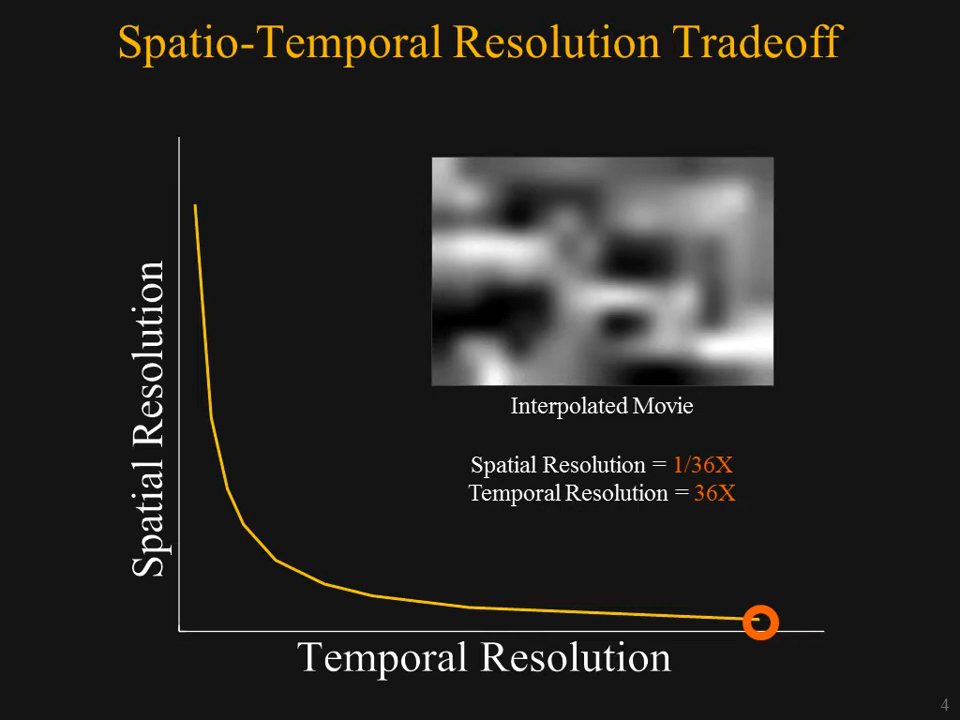 Spatio-Temporal Resolution Tradeoff
Spatial Resolution
Interpolated Movie
Spatial Resolution = 1/36X
Temporal Resolution = 36X
Temporal Resolution
4